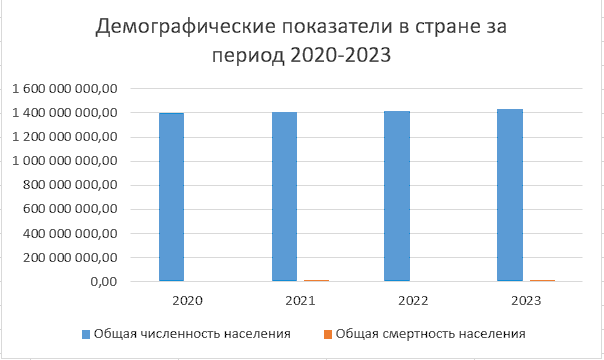 Демографические показатели в стране за
период 2020-2023
1 600 000 000,00
1 400 000 000,00
1 200 000 000,00
1 000 000 000,00
800 000 000,00
600 000 000,00
400 000 000,00
200 000 000,00
0,00
2020 2021 2022 2023
Общая численность населения Общая смертность населения